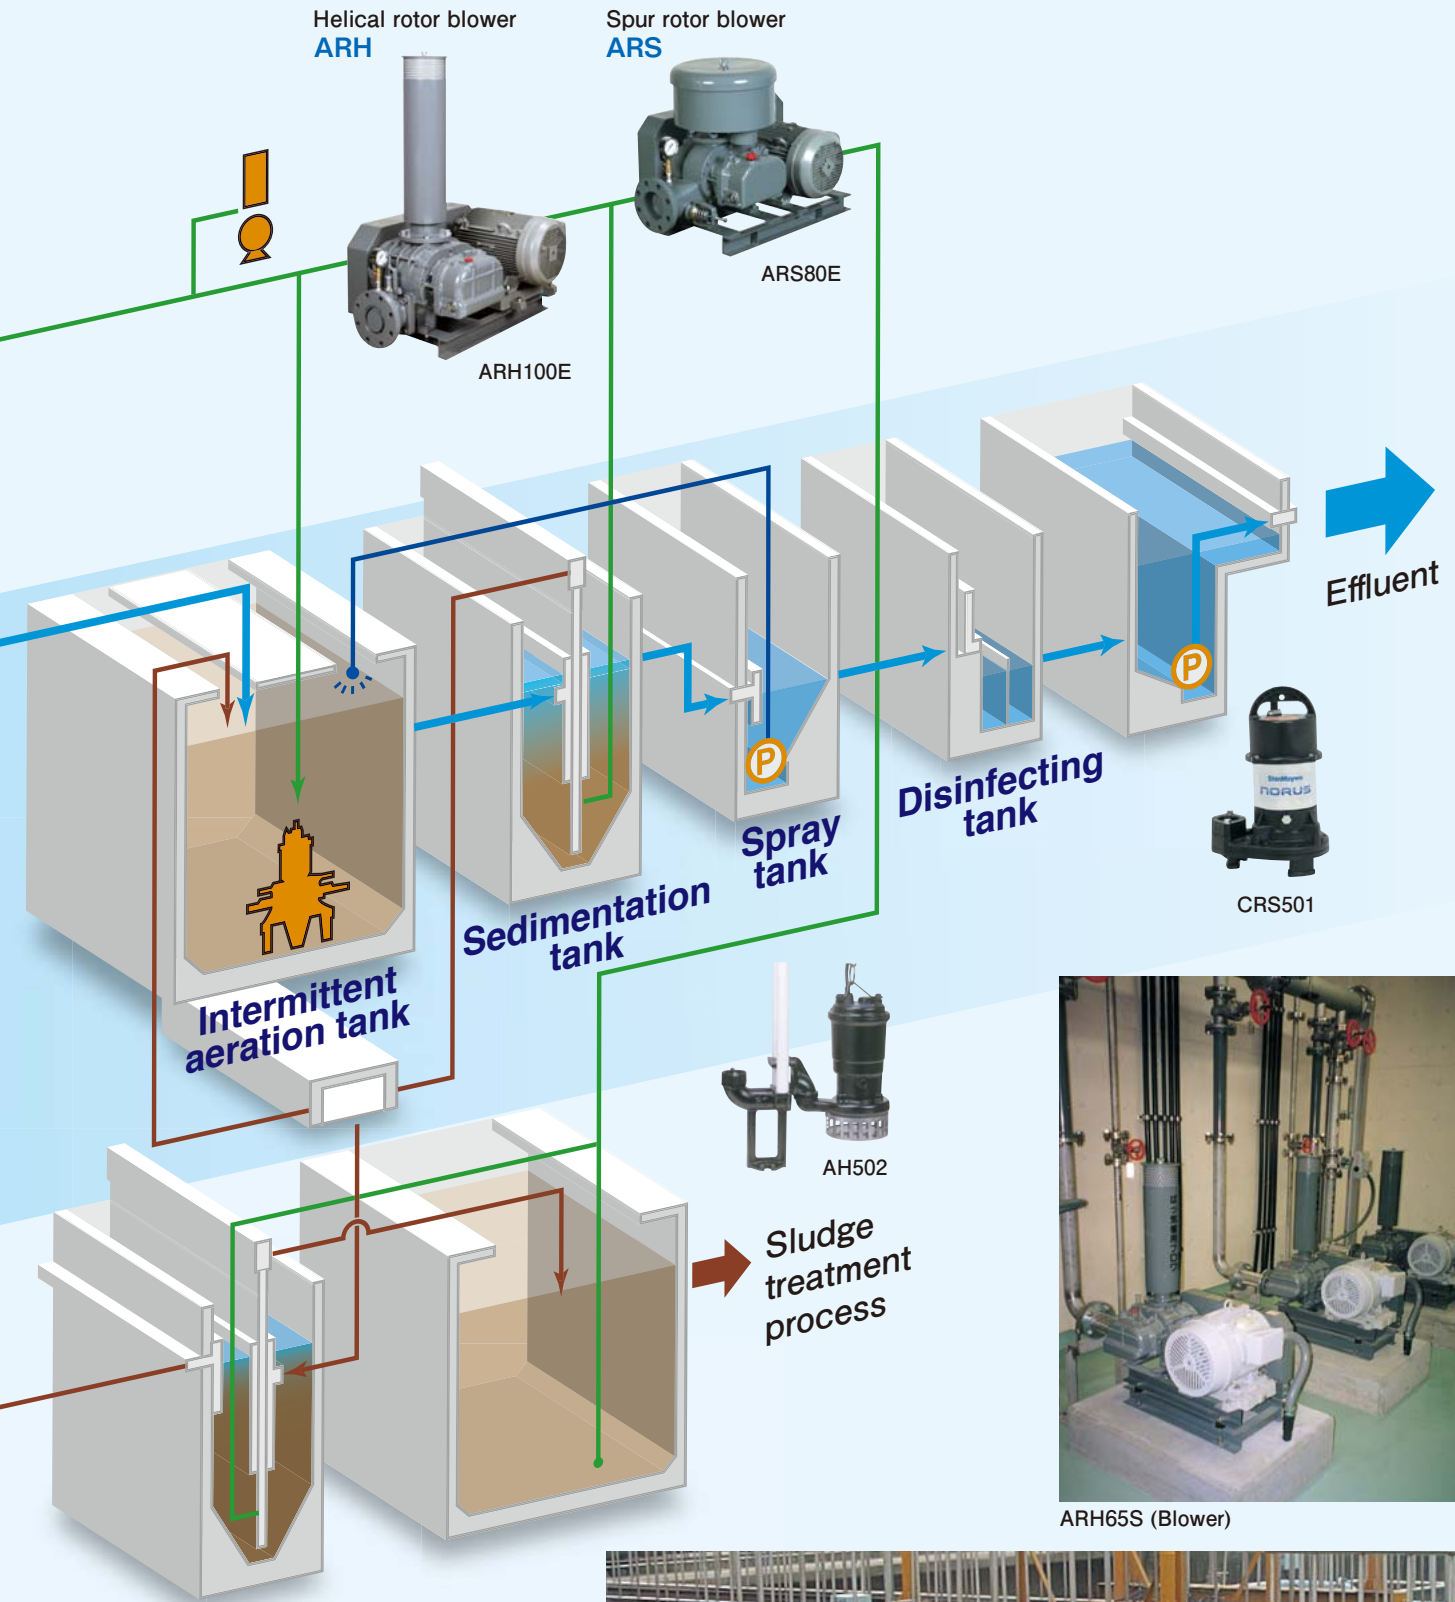 Helical rotor blower
ARH
Spur rotor blower
ARS
ARS80E
ARH100E
Effluent
P
P
Disinfecting
tank
Spray
tank
Sedimentation
tank
Intermittent
aeration tank
ShinMaywa
NORUS
CRS501
AH502
Sludge
treatment
process
ARH65S (Blower)